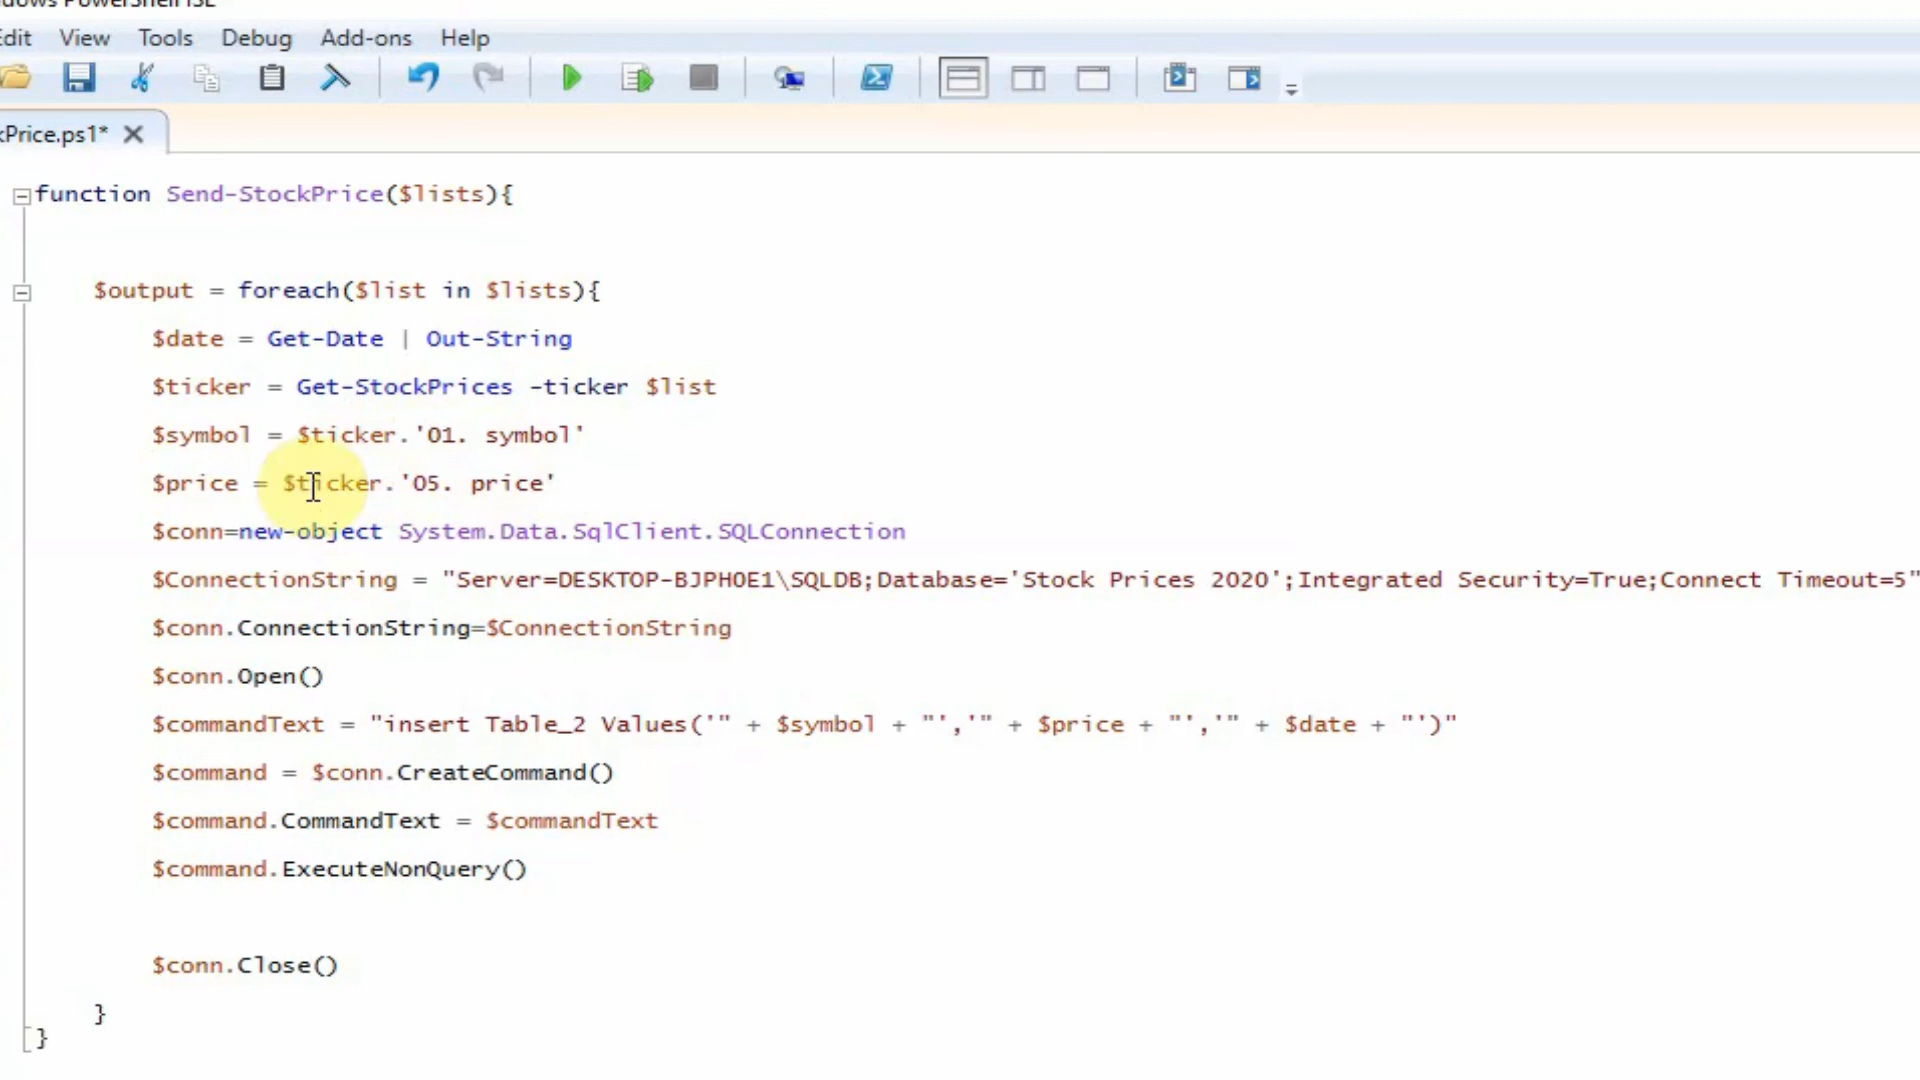 Edit View Tools Debug Add-ons Help
kPrice.ps1*
function Send-StockPrice($lists){
$output = foreach($list in $lists){
$date = Get-Date | Out-String
$ticker = Get-StockPrices -ticker $list
$symbol = $ticker.'01. symbol'
$price = $ticker.'05. price'
$conn=new-object System.Data.SqlClient.SQLConnection
$ConnectionString = "Server=DESKTOP-BJPH0E1\SQLDB;Database='Stock Prices 2020';Integrated Security=True;Connect Timeout=5"
$conn.ConnectionString=$ConnectionString
$conn.Open()
$commandText = "insert Table_2 Values('" + $symbol + "','" + $price + "','" + $date + "')"
$command = $conn.CreateCommand()
$command.CommandText = $commandText
$command.ExecuteNonQuery()
$conn.Close()
}
}